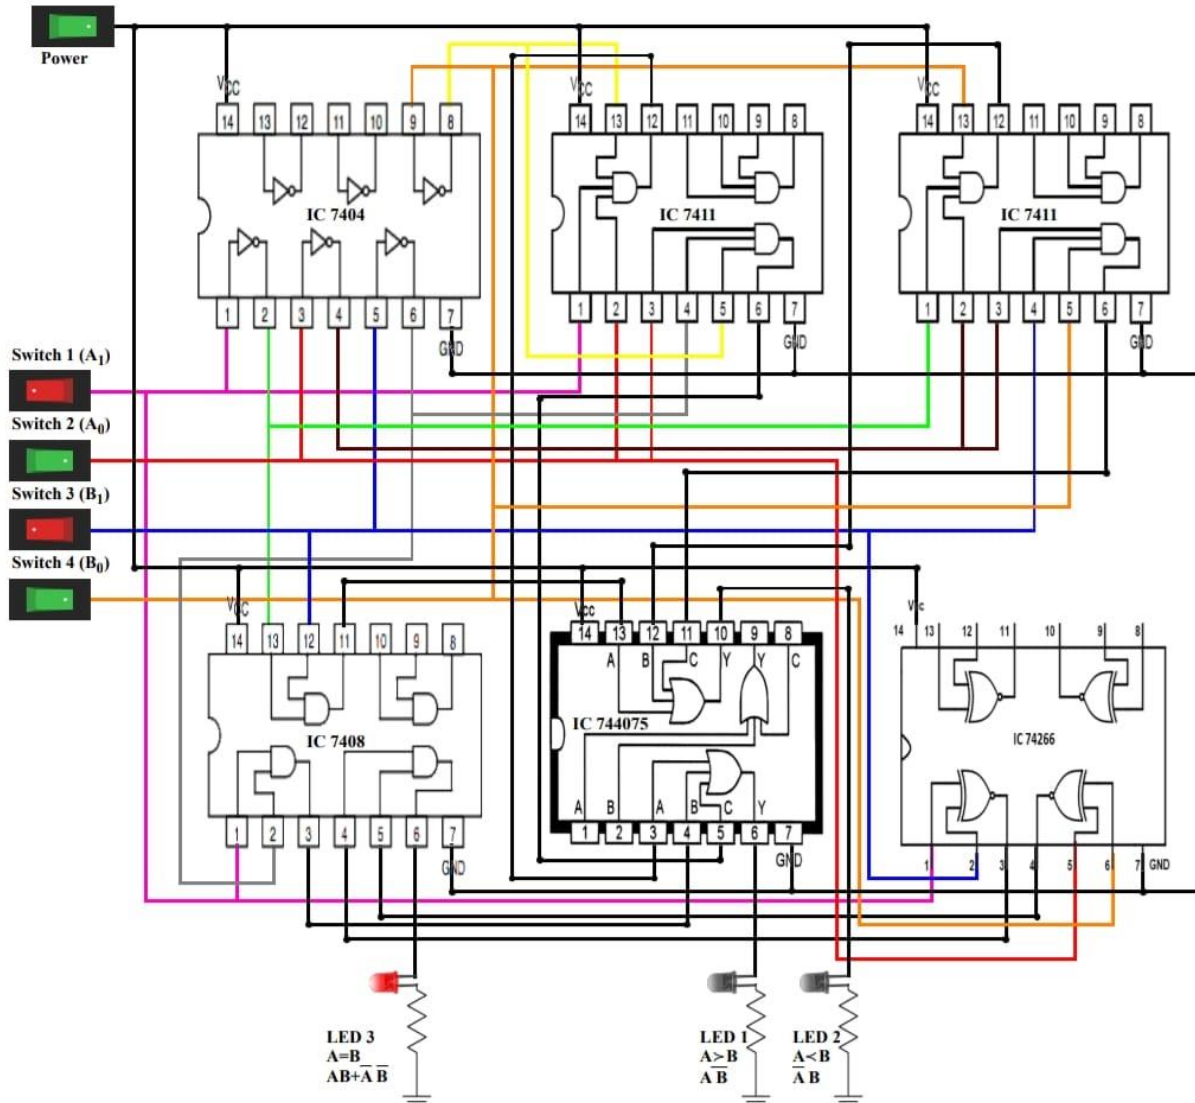 Power
VCC
VCC
VCC
14 13 12 11 10 9 8
14 13 12 11 10 9 8
14 13 12 11 10 9 8
IC 7404
IC 7411
IC 7411
1 2 3 4 5 6 7
1 2 3 4 5 6 7
1 2 3 4 5 6 7
GND
GND
GND
Switch 1 (A₁)
Switch 2 (A₀)
Switch 3 (B₁)
Switch 4 (B₀)
VCC
Vcc
14 13 12 11 10 9 8
14 13 12 11 10 9 8
14 13 12 11 10 9 8
A B C Y Y C
IC 7408
IC 744075
IC 74266
A B A B C Y
1 2 3 4 5 6 7
1 2 3 4 5 6 7
1 2 3 4 5 6 7 GND
GND
GND
LED 3
A=B
AB+A̅ B̅
LED 1
A>B
A B̅
LED 2
A<B
A̅ B